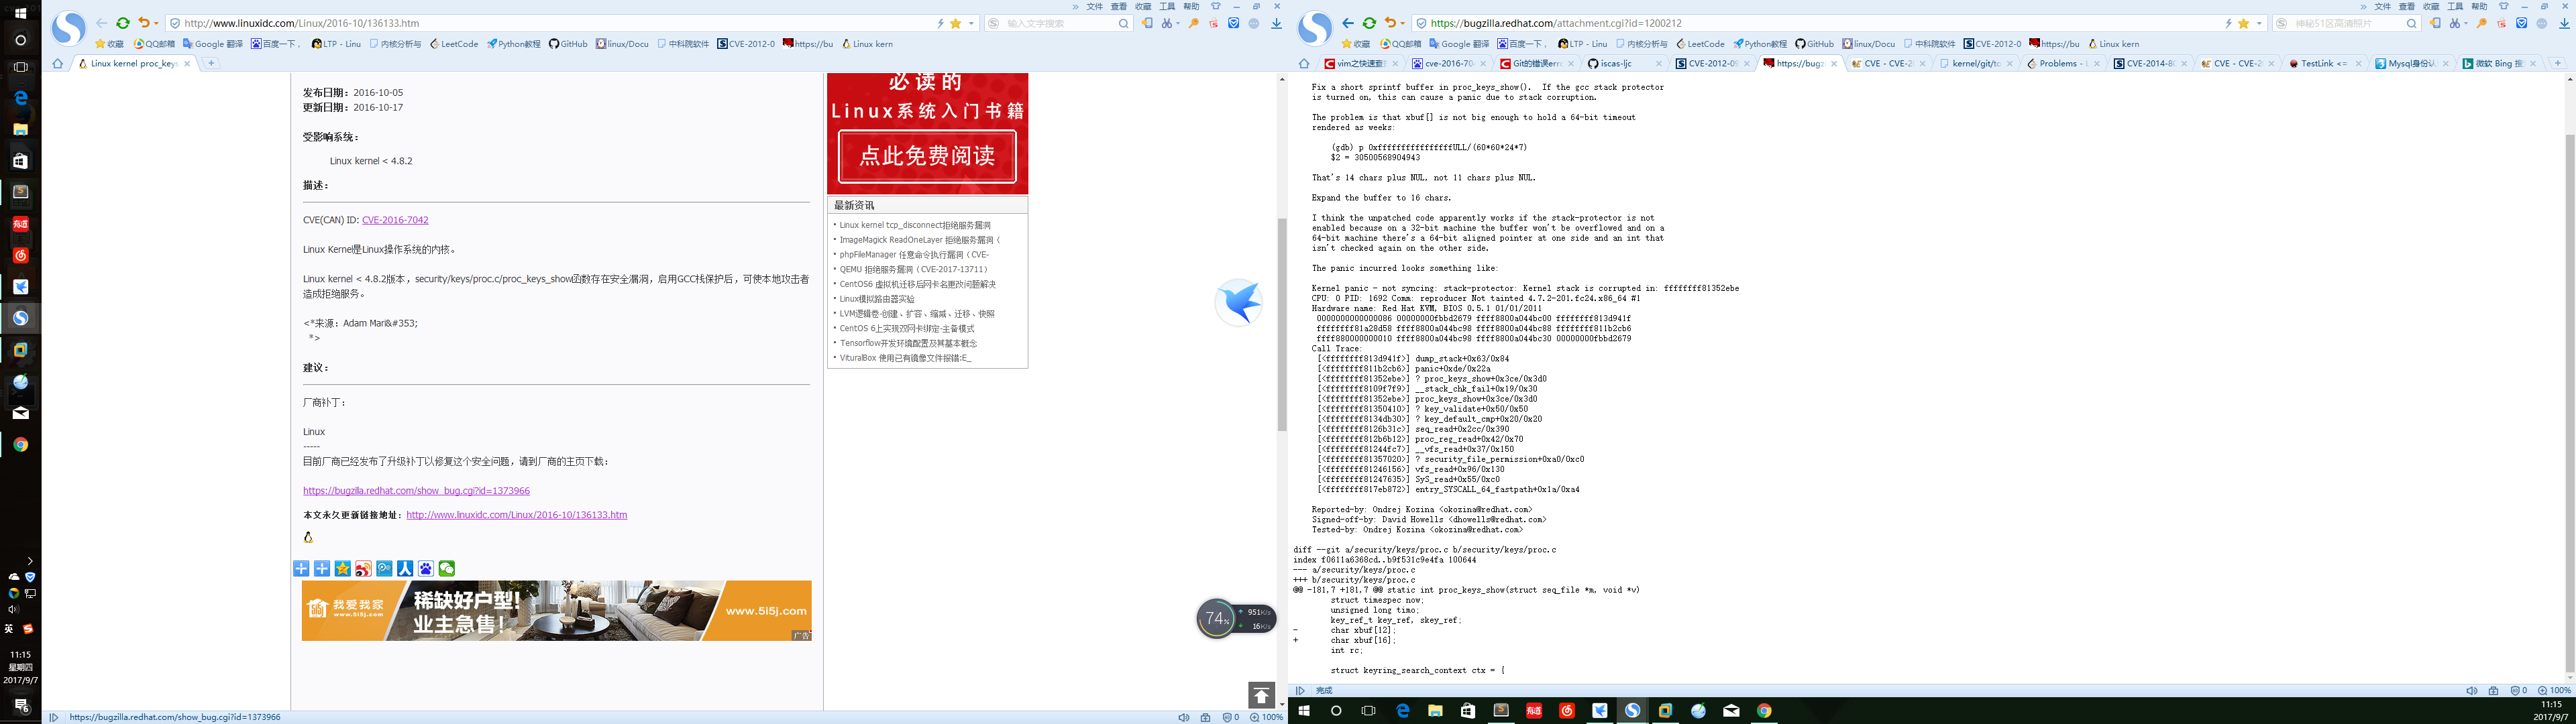 文件 查看 收藏 工具 帮助
http://www.linuxidc.com/Linux/2016-10/136133.htm
输入文字搜索
收藏 QQ邮箱 Google 翻译 百度一下， LTP - Linu 内核分析与 LeetCode Python教程 GitHub linux/Docu 中科院软件 CVE-2012-0 https://bu Linux kern
Linux kernel proc_keys
发布日期：2016-10-05
更新日期：2016-10-17
受影响系统：
Linux kernel < 4.8.2
描述：
CVE(CAN) ID: CVE-2016-7042
Linux Kernel是Linux操作系统的内核。
Linux kernel < 4.8.2版本，security/keys/proc.c/proc_keys_show函数存在安全漏洞，启用GCC栈保护后，可使本地攻击者
造成拒绝服务。
<*来源：Adam Mari&#353;
*>
建议：
厂商补丁：
Linux
-----
目前厂商已经发布了升级补丁以修复这个安全问题，请到厂商的主页下载：
https://bugzilla.redhat.com/show_bug.cgi?id=1373966
本文永久更新链接地址：http://www.linuxidc.com/Linux/2016-10/136133.htm
我爱我家
稀缺好户型!
业主急售!
www.5i5j.com
广告
必读的
Linux系统入门书籍
点此免费阅读
最新资讯
Linux kernel tcp_disconnect拒绝服务漏洞
ImageMagick ReadOneLayer 拒绝服务漏洞（
phpFileManager 任意命令执行漏洞（CVE-
QEMU 拒绝服务漏洞（CVE-2017-13711）
CentOS6 虚拟机迁移后网卡名更改问题解决
Linux模拟路由器实验
LVM逻辑卷-创建、扩容、缩减、迁移、快照
CentOS 6上实现双网卡绑定-主备模式
Tensorflow开发环境配置及其基本概念
VituralBox 使用已有镜像文件报错:E_
74%
951K/s
16K/s
https://bugzilla.redhat.com/show_bug.cgi?id=1373966
0 100%
英
11:15
星期四
2017/9/7
文件 查看 收藏 工具 帮助
https://bugzilla.redhat.com/attachment.cgi?id=1200212
神秘51区高清照片
收藏 QQ邮箱 Google 翻译 百度一下， LTP - Linu 内核分析与 LeetCode Python教程 GitHub linux/Docu 中科院软件 CVE-2012-0 https://bu Linux kern
vim之快速查 cve-2016-70 Git的错误erro iscas-ljc CVE-2012-09 https://bugz CVE - CVE-2 kernel/git/to Problems - L CVE-2014-80 CVE - CVE-2 TestLink <= Mysql身份认 微软 Bing 搜
Fix a short sprintf buffer in proc_keys_show().  If the gcc stack protector
is turned on, this can cause a panic due to stack corruption.
The problem is that xbuf[] is not big enough to hold a 64-bit timeout
rendered as weeks:
(gdb) p 0xffffffffffffffffULL/(60*60*24*7)
$2 = 30500568904943
That's 14 chars plus NUL, not 11 chars plus NUL.
Expand the buffer to 16 chars.
I think the unpatched code apparently works if the stack-protector is not
enabled because on a 32-bit machine the buffer won't be overflowed and on a
64-bit machine there's a 64-bit aligned pointer at one side and an int that
isn't checked again on the other side.
The panic incurred looks something like:
Kernel panic - not syncing: stack-protector: Kernel stack is corrupted in: ffffffff81352ebe
CPU: 0 PID: 1692 Comm: reproducer Not tainted 4.7.2-201.fc24.x86_64 #1
Hardware name: Red Hat KVM, BIOS 0.5.1 01/01/2011
0000000000000086 00000000fbbd2679 ffff8800a044bc00 ffffffff813d941f
ffffffff81a28d58 ffff8800a044bc98 ffff8800a044bc88 ffffffff811b2cb6
ffff880000000010 ffff8800a044bc98 ffff8800a044bc30 00000000fbbd2679
Call Trace:
[<ffffffff813d941f>] dump_stack+0x63/0x84
[<ffffffff811b2cb6>] panic+0xde/0x22a
[<ffffffff81352ebe>] ? proc_keys_show+0x3ce/0x3d0
[<ffffffff8109f7f9>] __stack_chk_fail+0x19/0x30
[<ffffffff81352ebe>] proc_keys_show+0x3ce/0x3d0
[<ffffffff81350410>] ? key_validate+0x50/0x50
[<ffffffff8134db30>] ? key_default_cmp+0x20/0x20
[<ffffffff8126b31c>] seq_read+0x2cc/0x390
[<ffffffff812b6b12>] proc_reg_read+0x42/0x70
[<ffffffff81244fc7>] __vfs_read+0x37/0x150
[<ffffffff81357020>] ? security_file_permission+0xa0/0xc0
[<ffffffff81246156>] vfs_read+0x96/0x130
[<ffffffff81247635>] SyS_read+0x55/0xc0
[<ffffffff817eb872>] entry_SYSCALL_64_fastpath+0x1a/0xa4
Reported-by: Ondrej Kozina <okozina@redhat.com>
Signed-off-by: David Howells <dhowells@redhat.com>
Tested-by: Ondrej Kozina <okozina@redhat.com>
diff --git a/security/keys/proc.c b/security/keys/proc.c
index f0611a6368cd..b9f531c9e4fa 100644
--- a/security/keys/proc.c
+++ b/security/keys/proc.c
@@ -181,7 +181,7 @@ static int proc_keys_show(struct seq_file *m, void *v)
struct timespec now;
unsigned long timo;
key_ref_t key_ref, skey_ref;
- char xbuf[12];
+ char xbuf[16];
int rc;
struct keyring_search_context ctx = {
完成
0 100%
11:15
2017/9/7